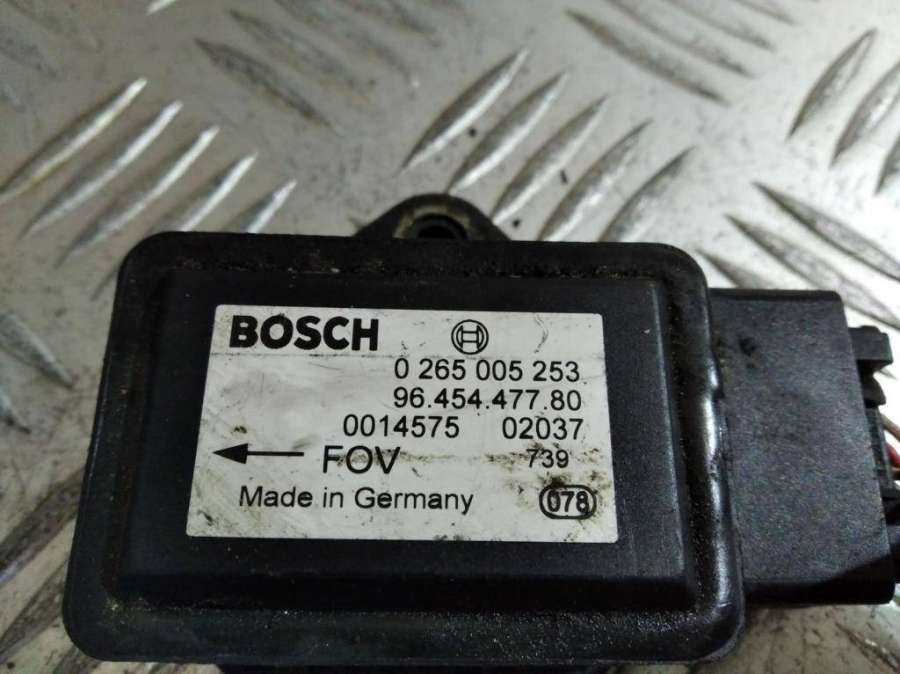 BOSCH
0 265 005 253
96.454.477.80
0014575 02037
FOV 739
Made in Germany 078